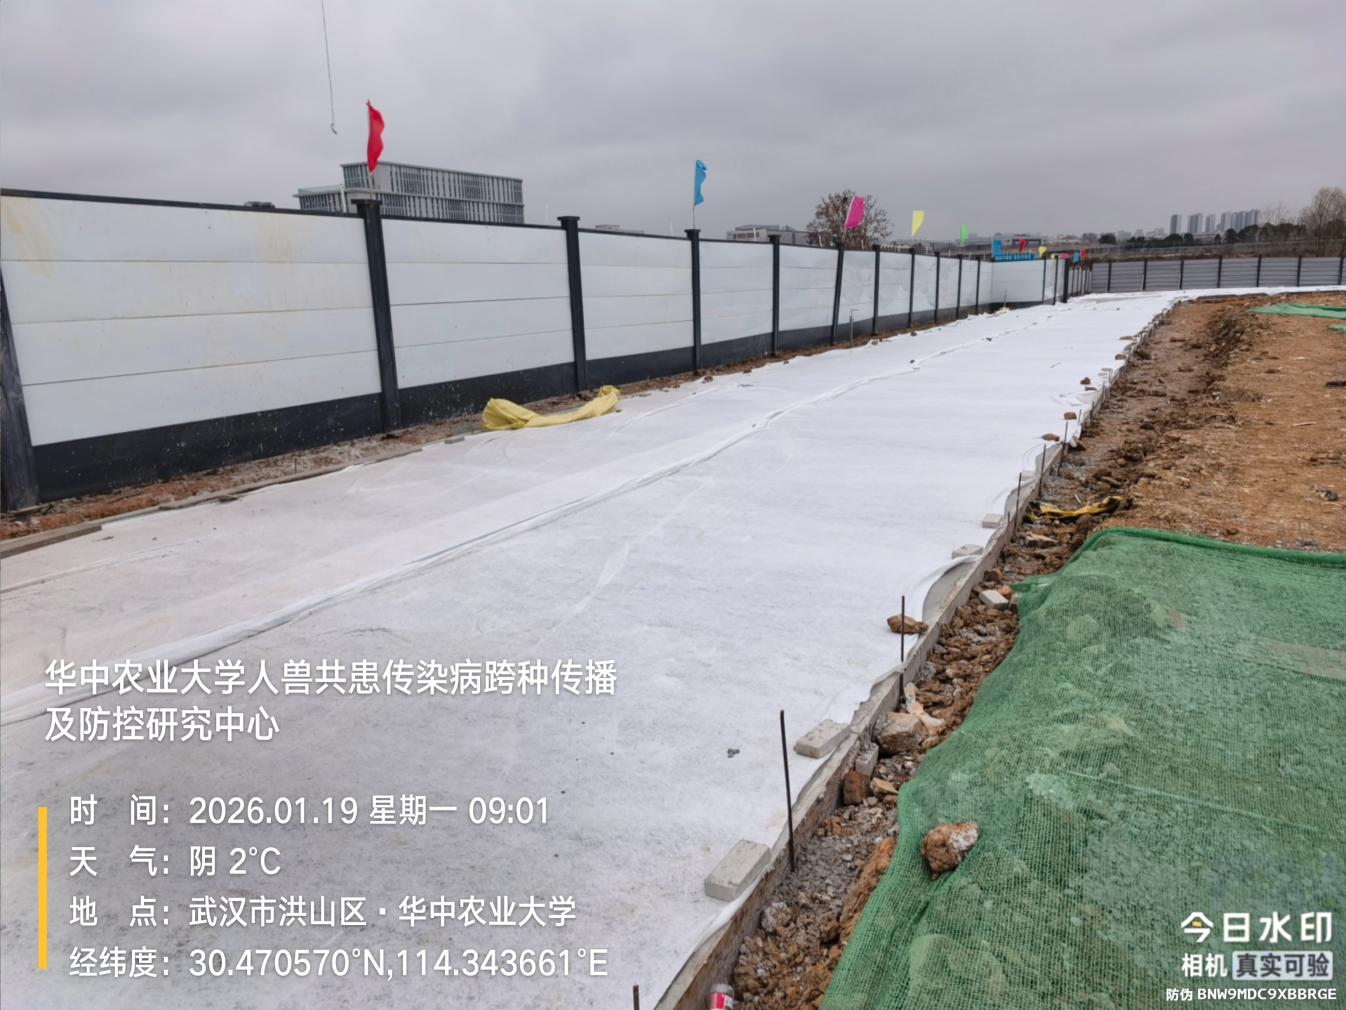 华中农业大学人兽共患传染病跨种传播
及防控研究中心
时 间：2026.01.19 星期一 09:01
天 气：阴 2°C
地 点：武汉市洪山区·华中农业大学
经纬度：30.470570°N,114.343661°E
今日水印
相机 真实可验
防伪 BNW9MDC9XBBRGE